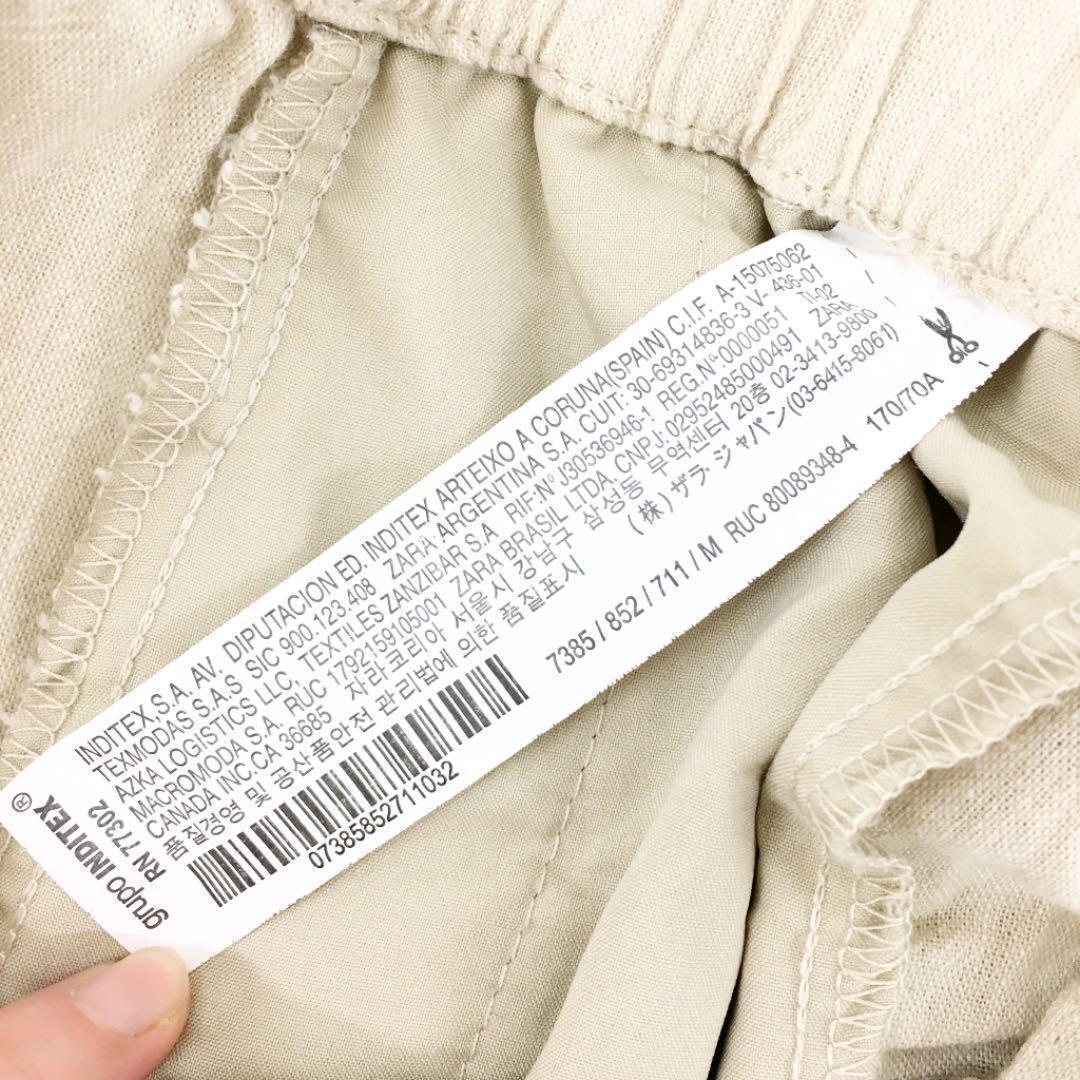 grupo INDITEX ®
RN 77302
INDITEX,S.A. AV. DIPUTACION ED. INDITEX ARTEIXO A CORUNA(SPAIN) C.I.F. A-15075062
TEXMODAS S.A.S SIC 900.123.408 ZARA ARGENTINA S.A. CUIT: 30-69314836-3 V- 436-01
AZKA LOGISTICS LLC, TEXTILES ZANZIBAR S.A RIF:Nº J30536946-1 REG.Nº0000051 TI-02
MACROMODA S.A. RUC 1792159105001 ZARA BRASIL LTDA. CNPJ: 02952485000491 ZARA
CANADA INC.CA 36685 자라코리아 서울시 강남구 삼성동 무역센터 20층 02-3413-9800
품질경영 및 공산품안전 관리법에 의한 품질표시 (株) ザラ・ジャパン(03-6415-8061)
07385852711032
7385 / 852 / 711 / M RUC 80089348-4 170/70A